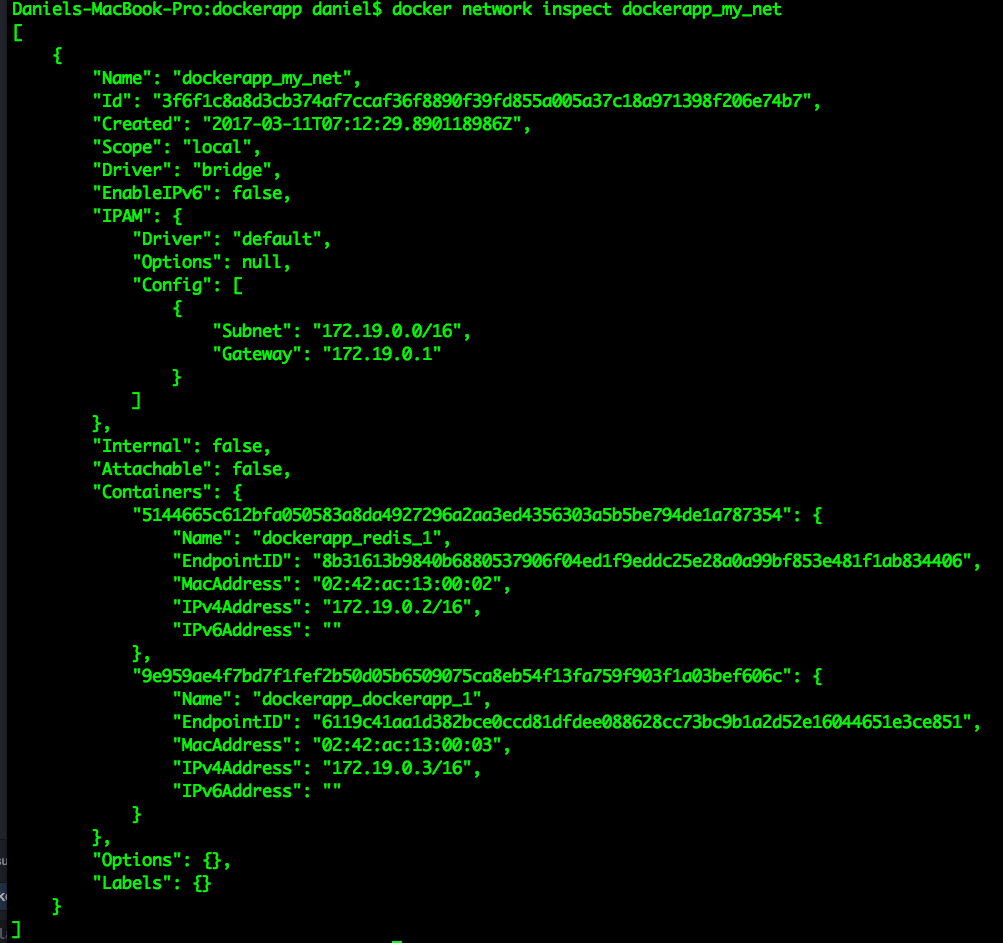 Daniels-MacBook-Pro:dockerapp daniel$ docker network inspect dockerapp_my_net
[
    {
        "Name": "dockerapp_my_net",
        "Id": "3f6f1c8a8d3cb374af7ccaf36f8890f39fd855a005a37c18a971398f206e74b7",
        "Created": "2017-03-11T07:12:29.890118986Z",
        "Scope": "local",
        "Driver": "bridge",
        "EnableIPv6": false,
        "IPAM": {
            "Driver": "default",
            "Options": null,
            "Config": [
                {
                    "Subnet": "172.19.0.0/16",
                    "Gateway": "172.19.0.1"
                }
            ]
        },
        "Internal": false,
        "Attachable": false,
        "Containers": {
            "5144665c612bfa050583a8da4927296a2aa3ed4356303a5b5be794de1a787354": {
                "Name": "dockerapp_redis_1",
                "EndpointID": "8b31613b9840b6880537906f04ed1f9eddc25e28a0a99bf853e481f1ab834406",
                "MacAddress": "02:42:ac:13:00:02",
                "IPv4Address": "172.19.0.2/16",
                "IPv6Address": ""
            },
            "9e959ae4f7bd7f1fef2b50d05b6509075ca8eb54f13fa759f903f1a03bef606c": {
                "Name": "dockerapp_dockerapp_1",
                "EndpointID": "6119c41aa1d382bce0ccd81dfdee088628cc73bc9b1a2d52e16044651e3ce851",
                "MacAddress": "02:42:ac:13:00:03",
                "IPv4Address": "172.19.0.3/16",
                "IPv6Address": ""
            }
        },
        "Options": {},
        "Labels": {}
    }
]